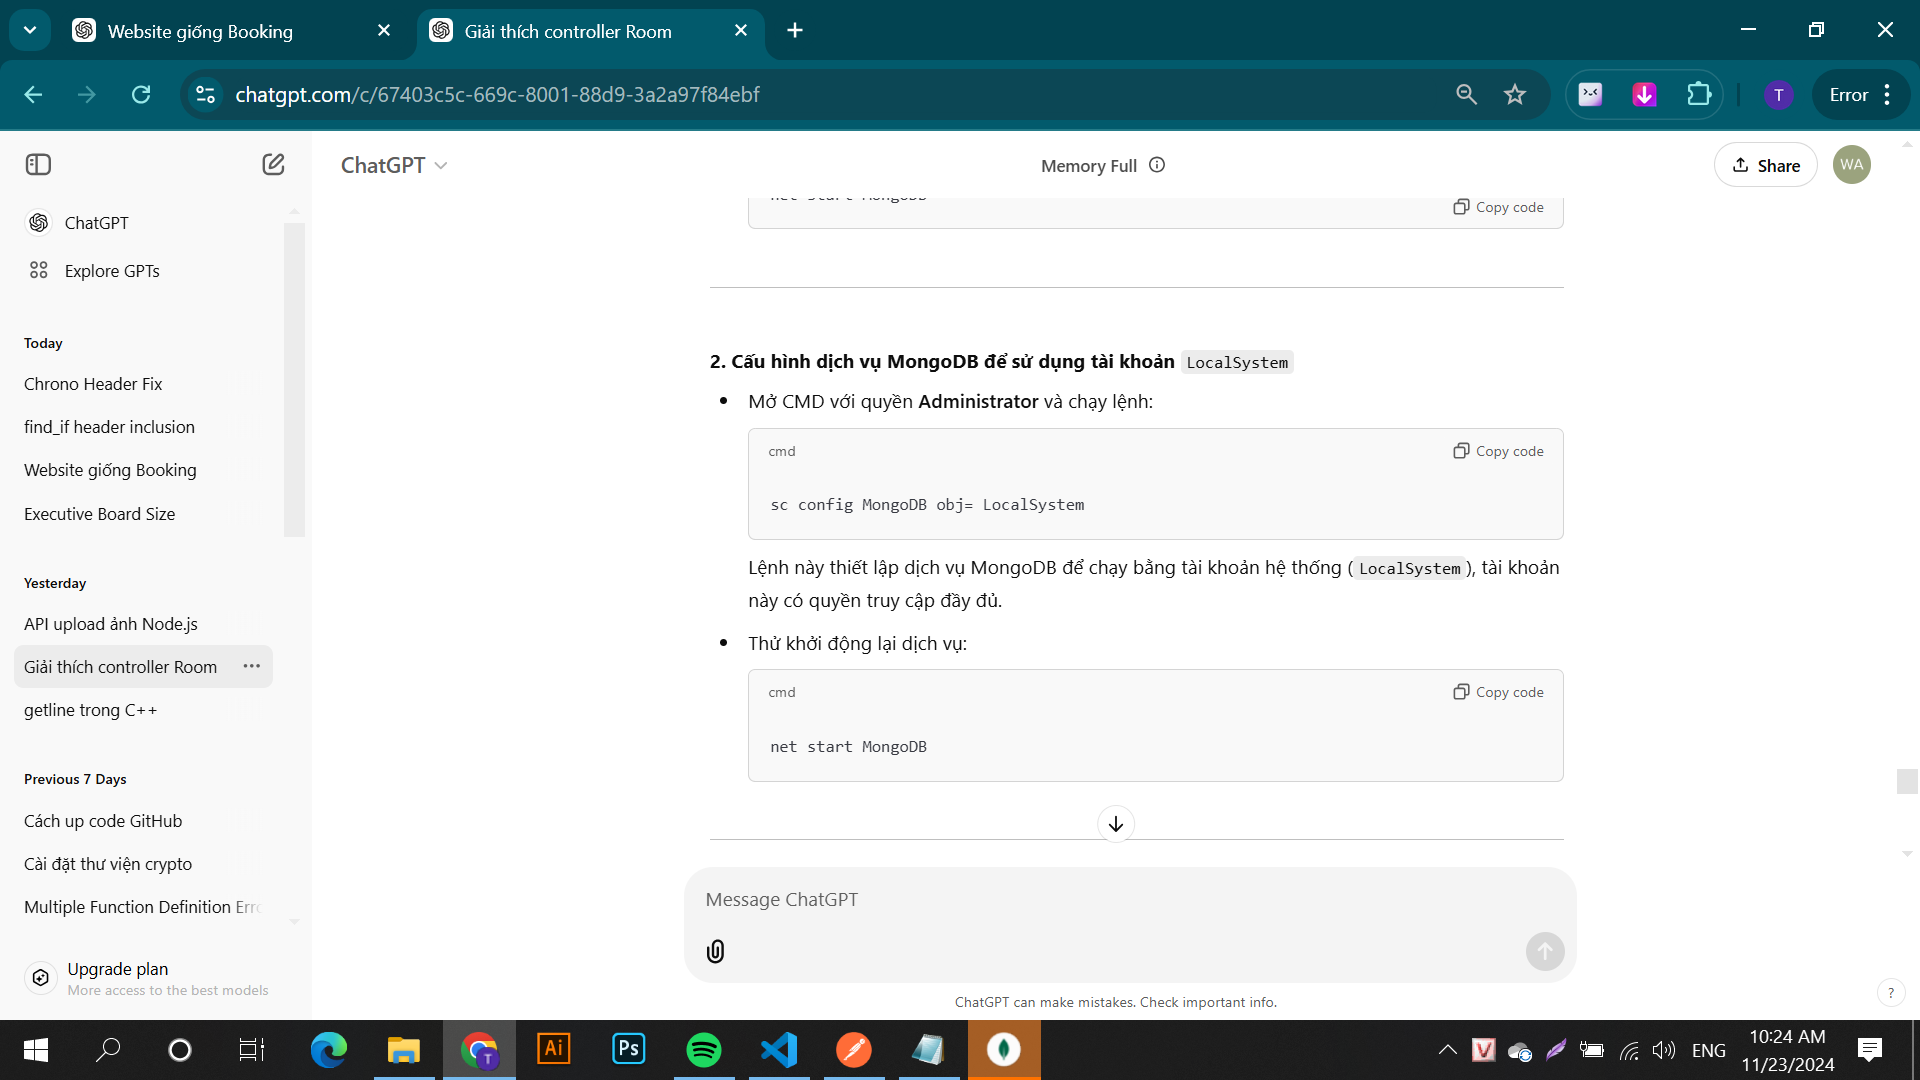 Website giống Booking
Giải thích controller Room
chatgpt.com/c/67403c5c-669c-8001-88d9-3a2a97f84ebf
T
Error
ChatGPT
Memory Full
Share
WA
ChatGPT
Explore GPTs
Today
Chrono Header Fix
find_if header inclusion
Website giống Booking
Executive Board Size
Yesterday
API upload ảnh Node.js
Giải thích controller Room
getline trong C++
Previous 7 Days
Cách up code GitHub
Cài đặt thư viện crypto
Multiple Function Definition Erro
Upgrade plan
More access to the best models
net start MongoDB
Copy code
2. Cấu hình dịch vụ MongoDB để sử dụng tài khoản LocalSystem
Mở CMD với quyền Administrator và chạy lệnh:
cmd
Copy code
sc config MongoDB obj= LocalSystem
Lệnh này thiết lập dịch vụ MongoDB để chạy bằng tài khoản hệ thống (LocalSystem), tài khoản
này có quyền truy cập đầy đủ.
Thử khởi động lại dịch vụ:
cmd
Copy code
net start MongoDB
Message ChatGPT
ChatGPT can make mistakes. Check important info.
?
Ai
Ps
T
V
ENG
10:24 AM
11/23/2024